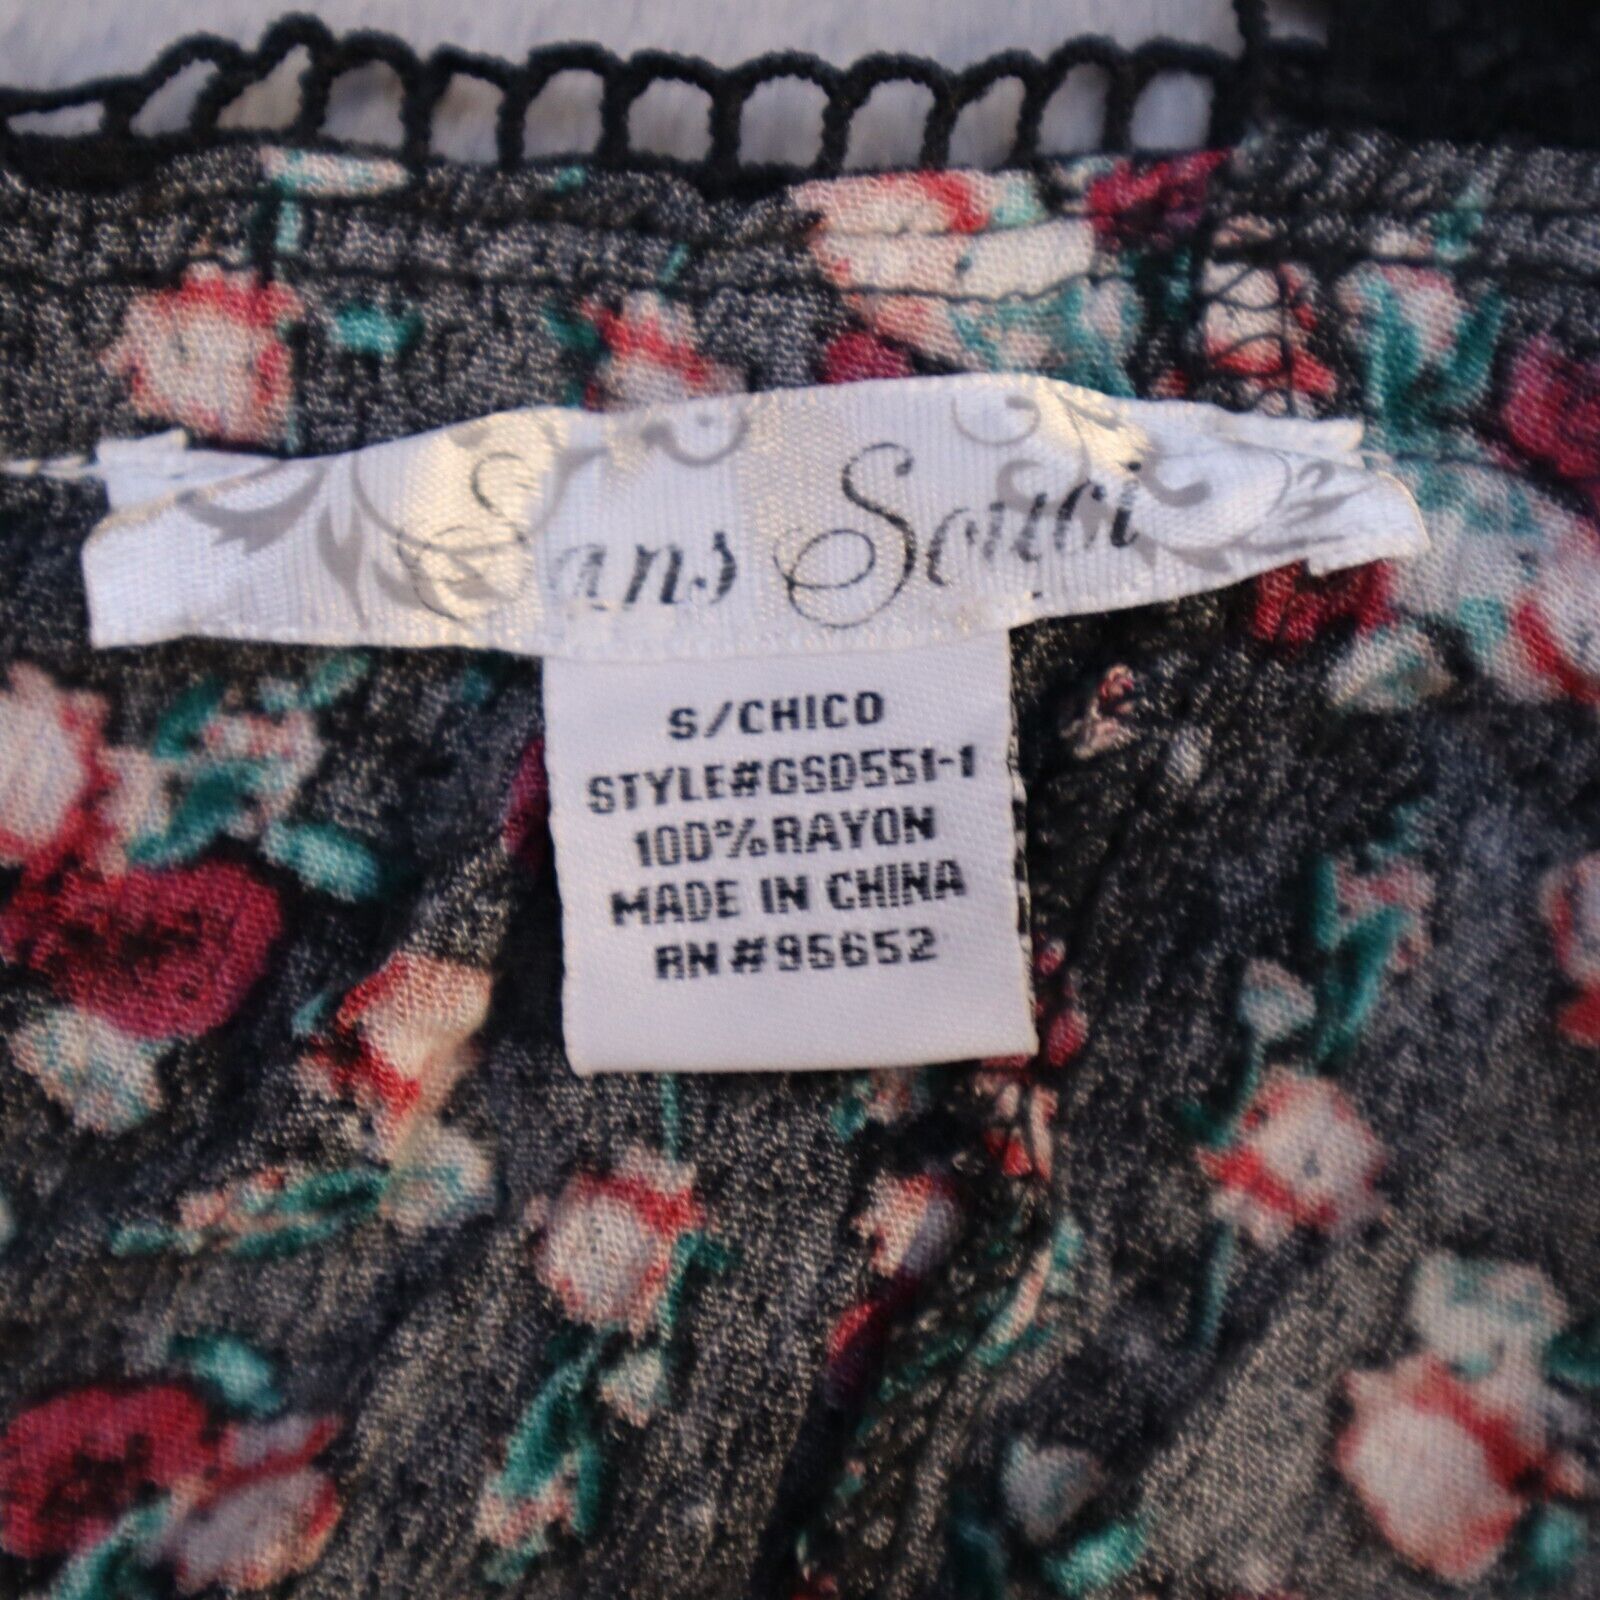 Sans Souci
S/CHICO
STYLE#GSD551-1
100%RAYON
MADE IN CHINA
RN#95652